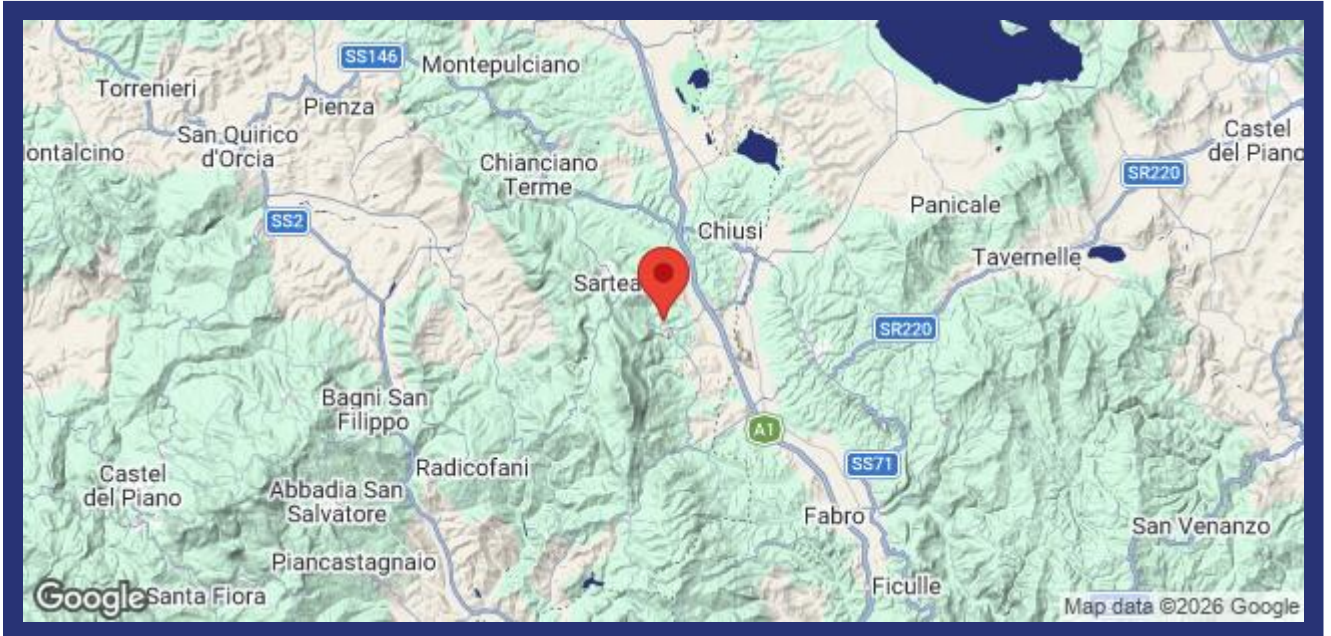 SS146
Montepulciano
Torrenieri
Pienza
San Quirico
d'Orcia
ontalcino
Castel
del Piano
Chianciano
Terme
SR220
SS2
Panicale
Chiusi
Tavernelle
Sartea
SR220
Bagni San
Filippo
A1
Radicofani
SS71
Castel
del Piano
Abbadia San
Salvatore
Fabro
San Venanzo
Piancastagnaio
Ficulle
Google
Santa Fiora
Map data ©2026 Google